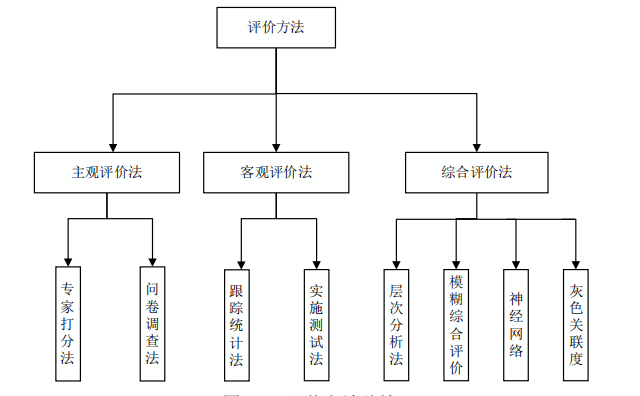 评价方法
主观评价法
客观评价法
综合评价法
专家打分法
问卷调查法
跟踪统计法
实施测试法
层次分析法
模糊综合评价
神经网络
灰色关联度